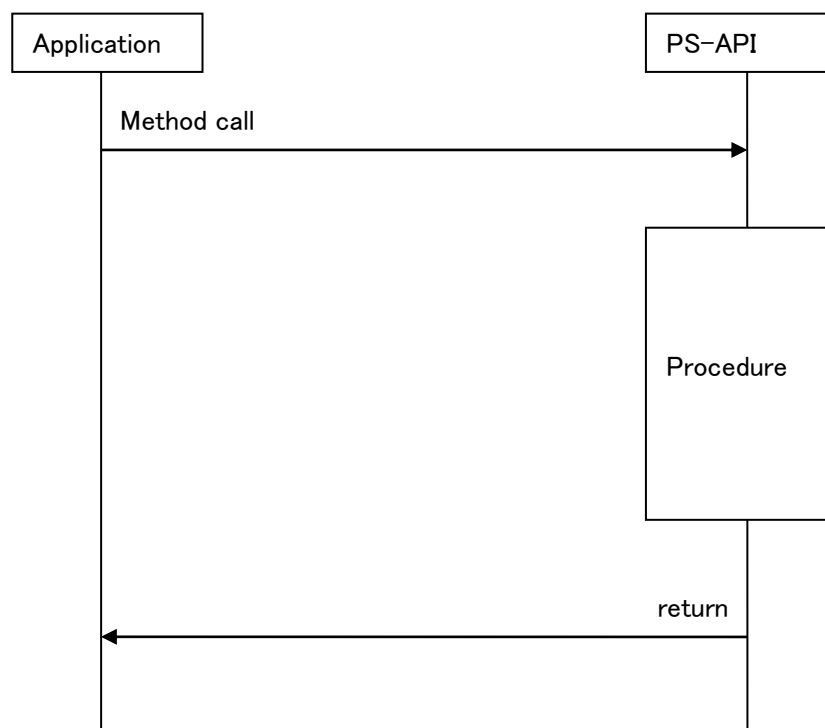 Application
PS-API
Method call
Procedure
return